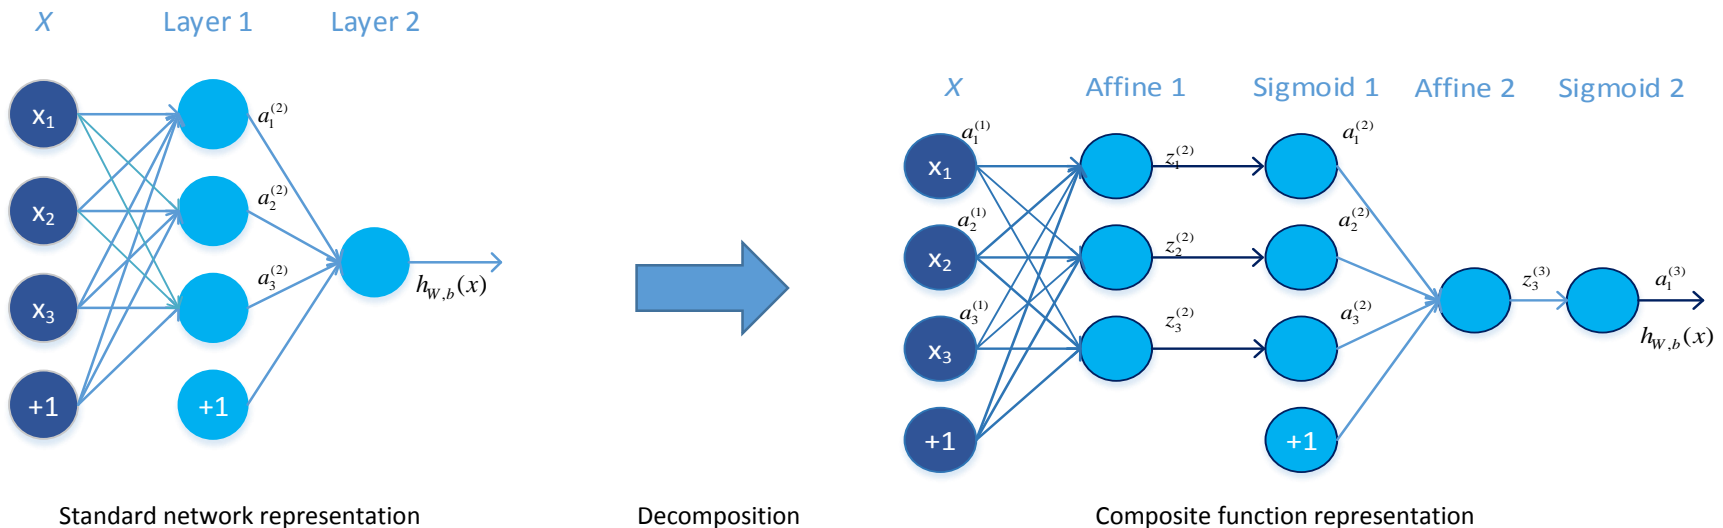 X Layer 1 Layer 2
x₁ a₁⁽²⁾
x₂ a₂⁽²⁾
x₃ a₃⁽²⁾
+1 +1
h_{W,b}(x)
Standard network representation
Decomposition
X Affine 1 Sigmoid 1 Affine 2 Sigmoid 2
a₁⁽¹⁾ x₁ z₁⁽²⁾ a₁⁽²⁾
a₂⁽¹⁾ x₂ z₂⁽²⁾ a₂⁽²⁾
a₃⁽¹⁾ x₃ z₃⁽²⁾ a₃⁽²⁾
z₃⁽³⁾ a₁⁽³⁾
h_{W,b}(x)
+1 +1
Composite function representation